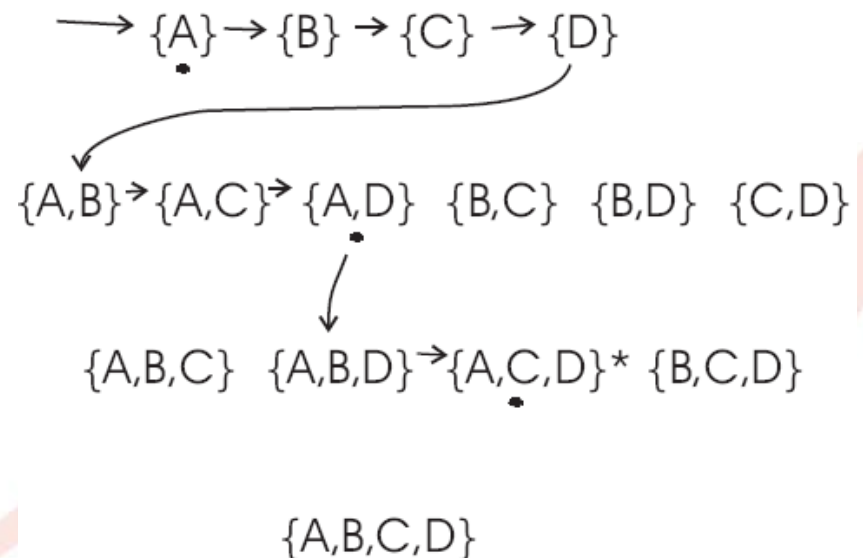 {A} {B} {C} {D}
{A,B} {A,C} {A,D} {B,C} {B,D} {C,D}
{A,B,C} {A,B,D} {A,C,D}* {B,C,D}
{A,B,C,D}